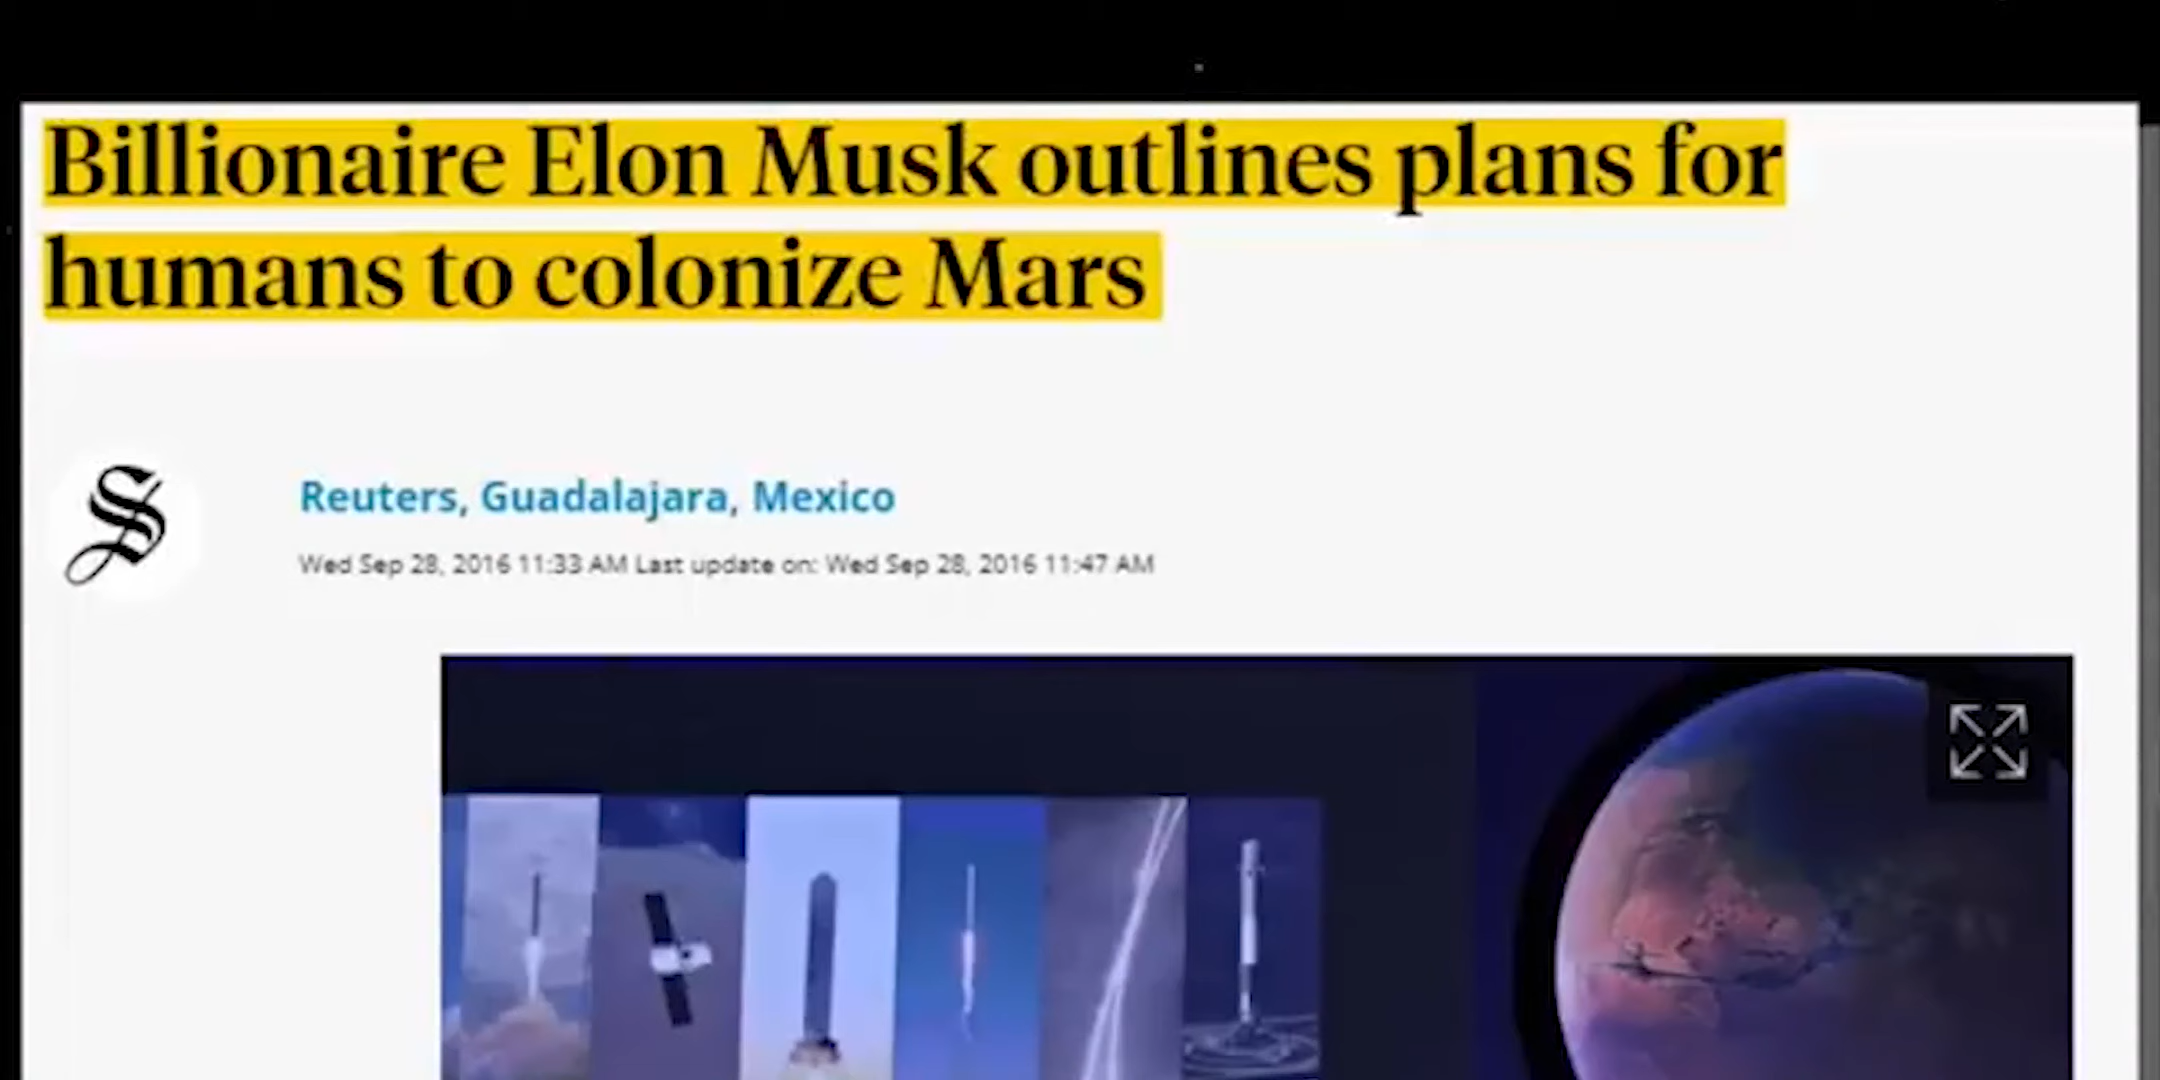 Billionaire Elon Musk outlines plans for
humans to colonize Mars
S
Reuters, Guadalajara, Mexico
Wed Sep 28, 2016 11:33 AM Last update on: Wed Sep 28, 2016 11:47 AM